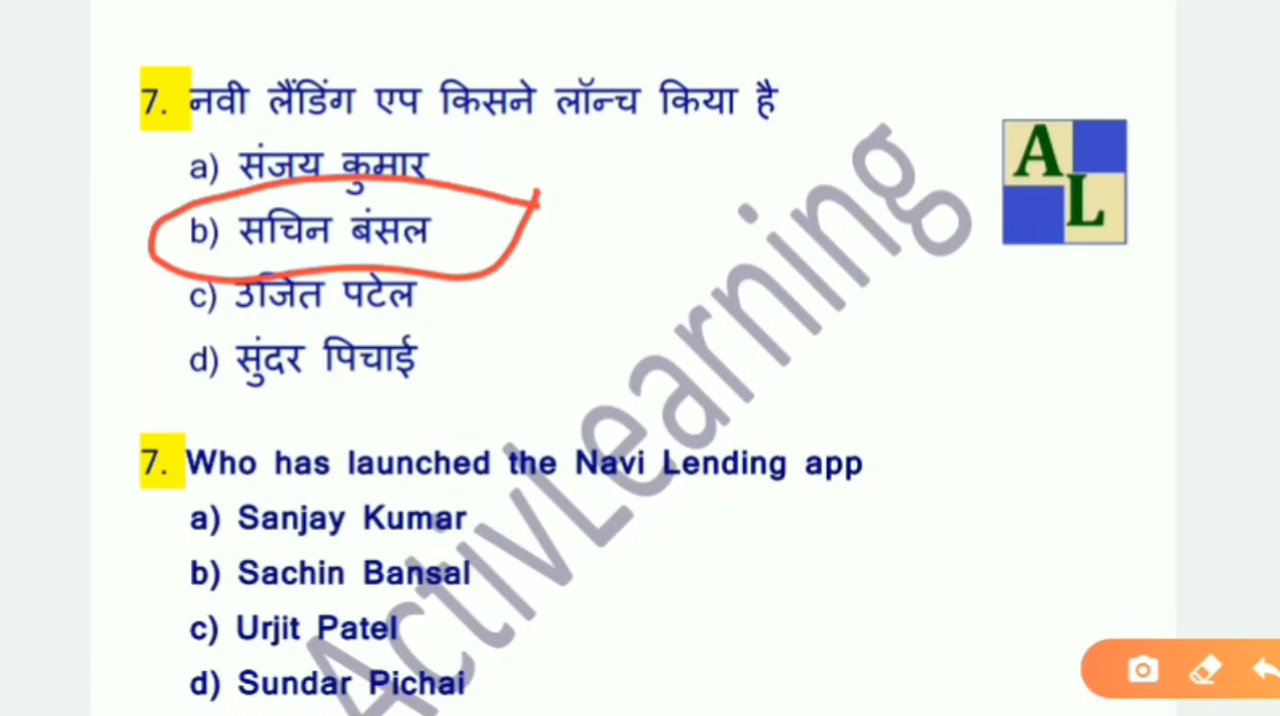 7. नवी लैंडिंग एप किसने लॉन्च किया है
a) संजय कुमार
b) सचिन बंसल
c) उर्जित पटेल
d) सुंदर पिचाई
A
L
7. Who has launched the Navi Lending app
a) Sanjay Kumar
b) Sachin Bansal
c) Urjit Patel
d) Sundar Pichai
ActivLearning